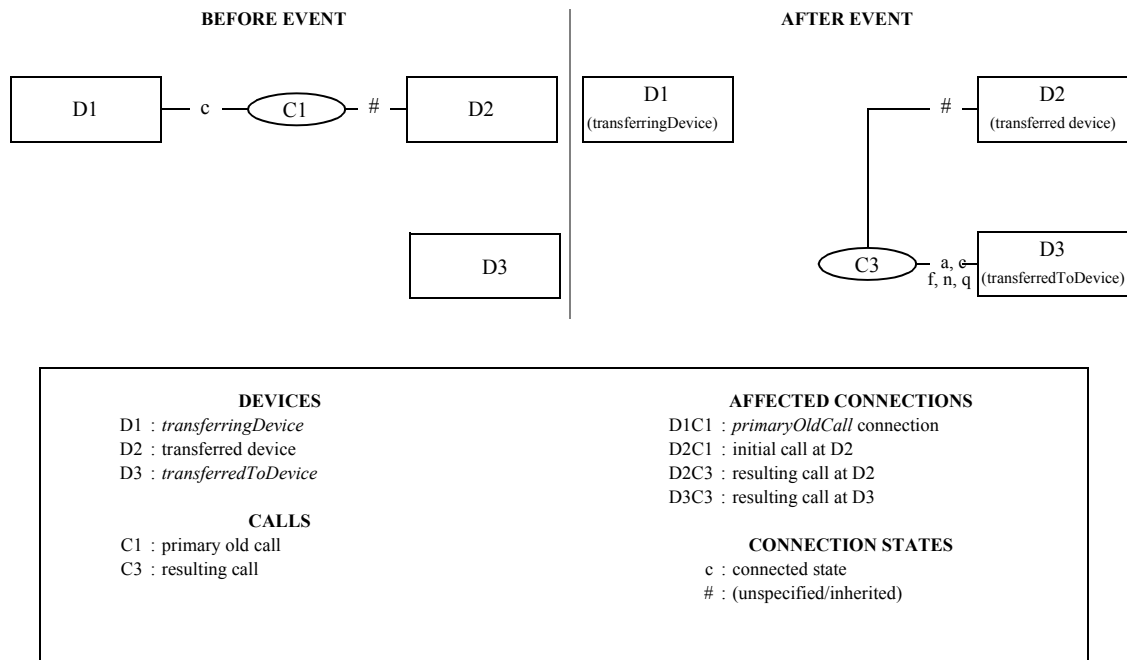 BEFORE EVENT
AFTER EVENT
D1
c
C1
#
D2
D3
D1
(transferringDevice)
#
D2
(transferred device)
C3
a, c
f, n, q
D3
(transferredToDevice)
DEVICES
D1 : transferringDevice
D2 : transferred device
D3 : transferredToDevice
CALLS
C1 : primary old call
C3 : resulting call
AFFECTED CONNECTIONS
D1C1 : primaryOldCall connection
D2C1 : initial call at D2
D2C3 : resulting call at D2
D3C3 : resulting call at D3
CONNECTION STATES
c : connected state
# : (unspecified/inherited)